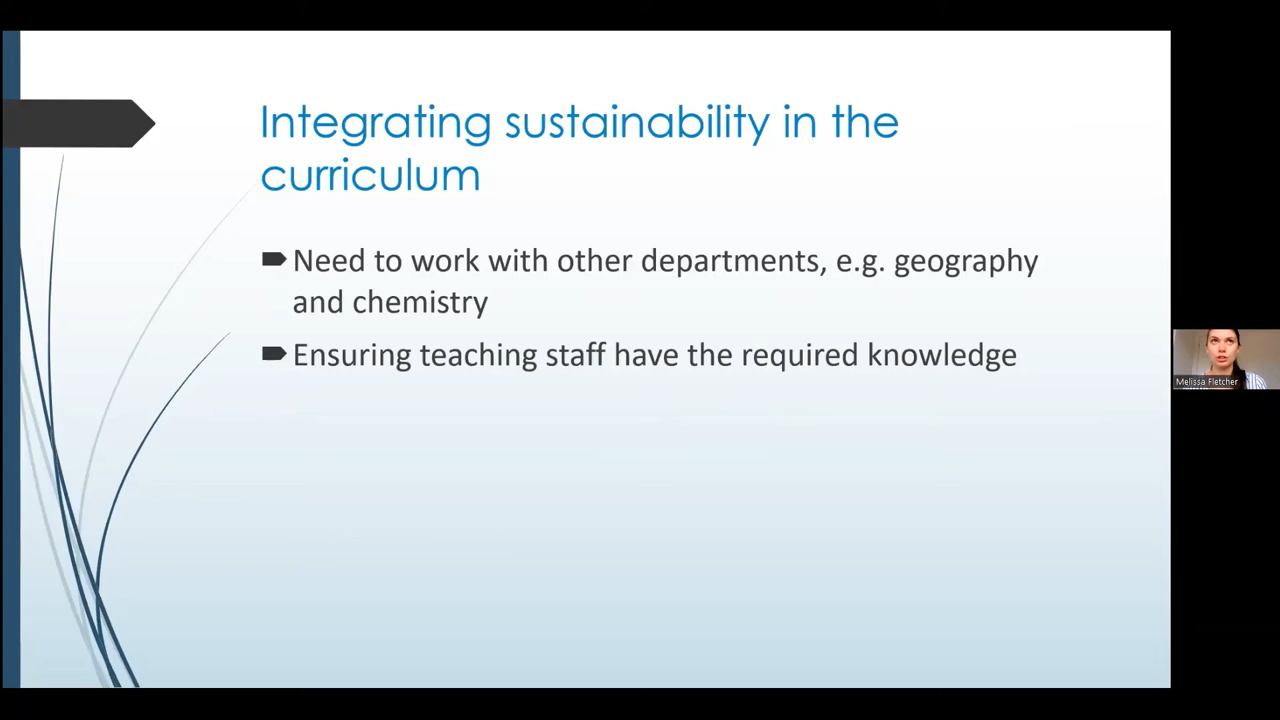 Integrating sustainability in the
curriculum
Need to work with other departments, e.g. geography
and chemistry
Ensuring teaching staff have the required knowledge
Melissa Fletcher